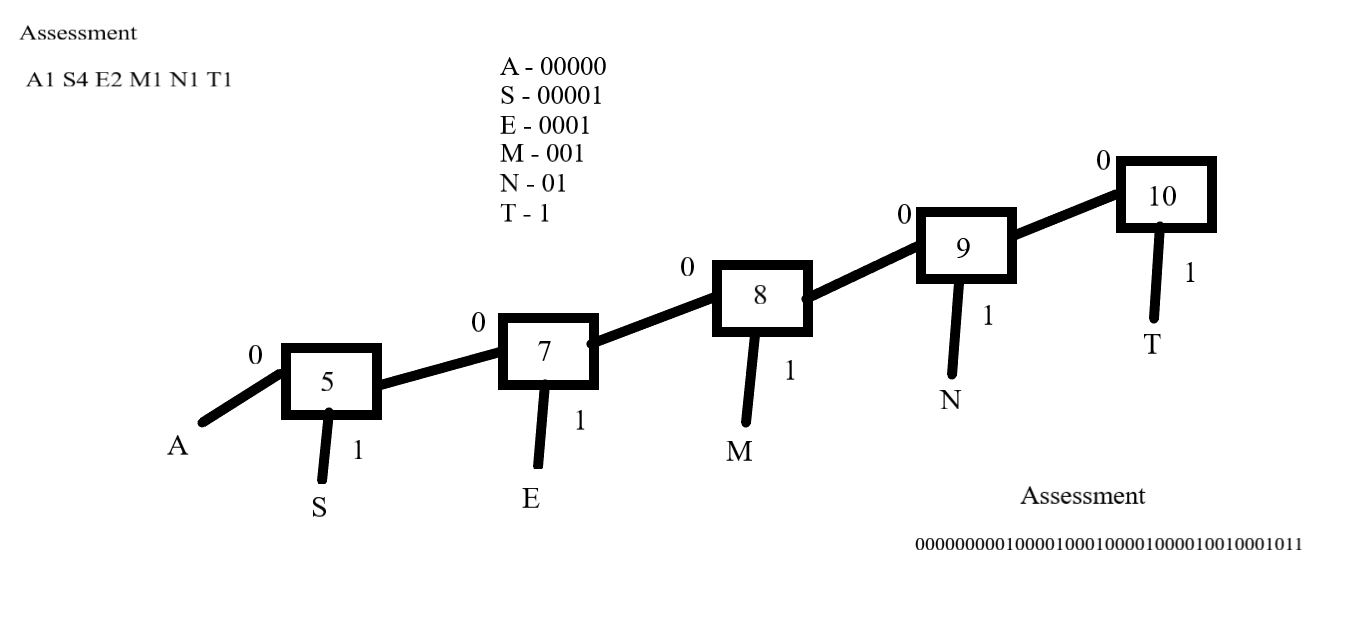 Assessment
A1 S4 E2 M1 N1 T1
A - 00000
S - 00001
E - 0001
M - 001
N - 01
T - 1
0
10
0
9
1
0
8
1
T
0
7
1
N
0
5
1
M
A
1
E
S
Assessment
000000000100001000100001000010010001011